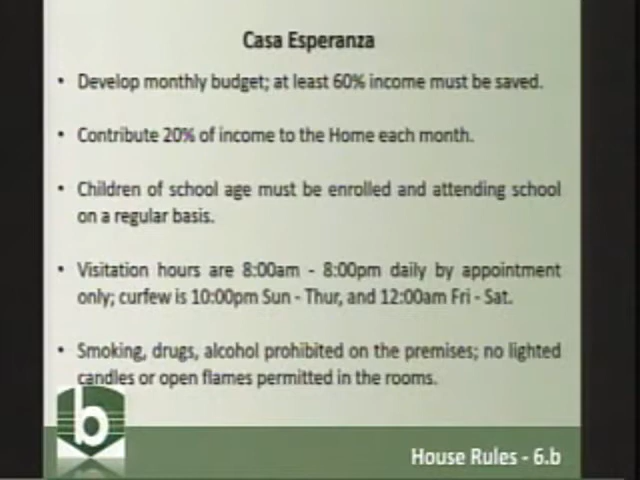 Casa Esperanza
• Develop monthly budget; at least 60% income must be saved.
• Contribute 20% of income to the Home each month.
• Children of school age must be enrolled and attending school
on a regular basis.
• Visitation hours are 8:00am - 8:00pm daily by appointment
only; curfew is 10:00pm Sun - Thur, and 12:00am Fri - Sat.
• Smoking, drugs, alcohol prohibited on the premises; no lighted
candles or open flames permitted in the rooms.
b
House Rules - 6.b